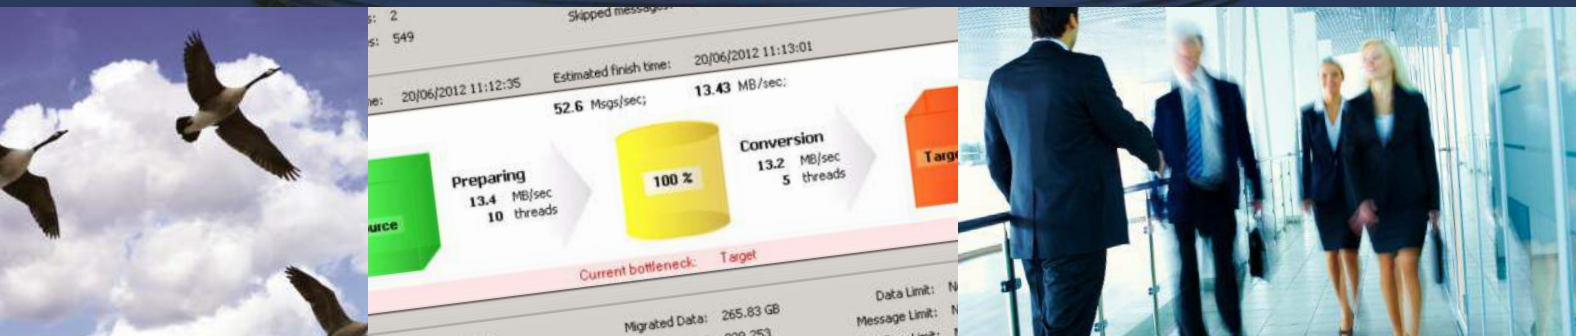 s: 2
Skipped messages:
s: 549
ne: 20/06/2012 11:12:35 Estimated finish time: 20/06/2012 11:13:01
52.6 Msgs/sec; 13.43 MB/sec;
Preparing
13.4 MB/sec
10 threads
100 %
Conversion
13.2 MB/sec
5 threads
urce
Targe
Current bottleneck: Target
Migrated Data: 265.83 GB
Data Limit: N
Message Limit: N